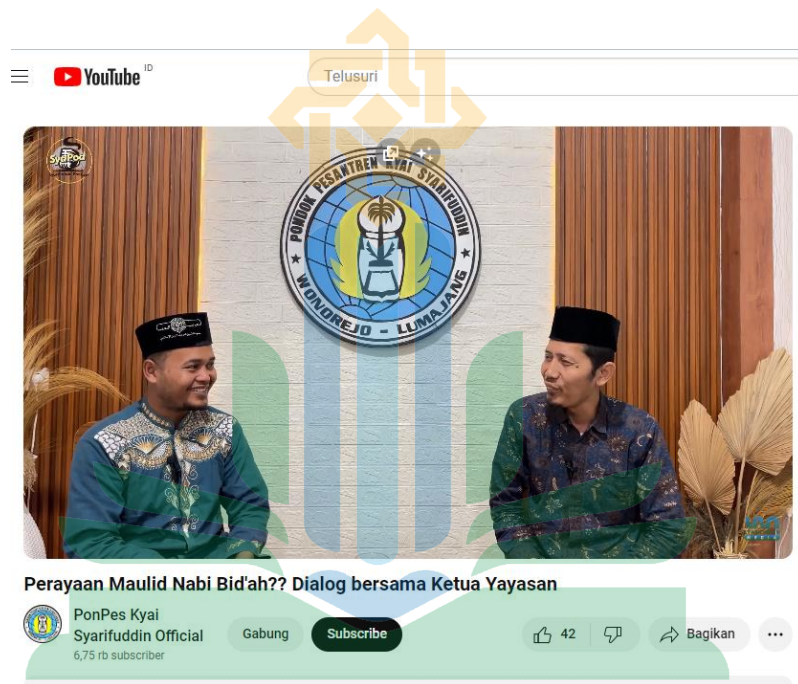 YouTube ID
Telusuri
SyaPod
PONDOK PESANTREN KYAI SYARIFUDDIN
WONOREJO - LUMAJANG
MEDIA
Perayaan Maulid Nabi Bid'ah?? Dialog bersama Ketua Yayasan
PonPes Kyai
Syarifuddin Official
6,75 rb subscriber
Gabung
Subscribe
42
Bagikan